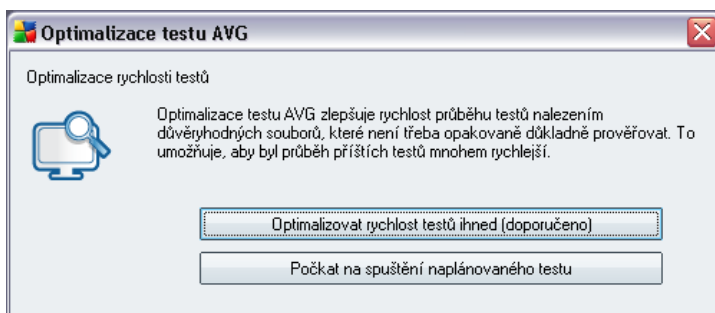 Optimalizace testu AVG
Optimalizace rychlosti testů
Optimalizace testu AVG zlepšuje rychlost průběhu testů nalezením
důvěryhodných souborů, které není třeba opakovaně důkladně prověřovat. To
umožňuje, aby byl průběh příštích testů mnohem rychlejší.
Optimalizovat rychlost testů ihned (doporučeno)
Počkat na spuštění naplánovaného testu